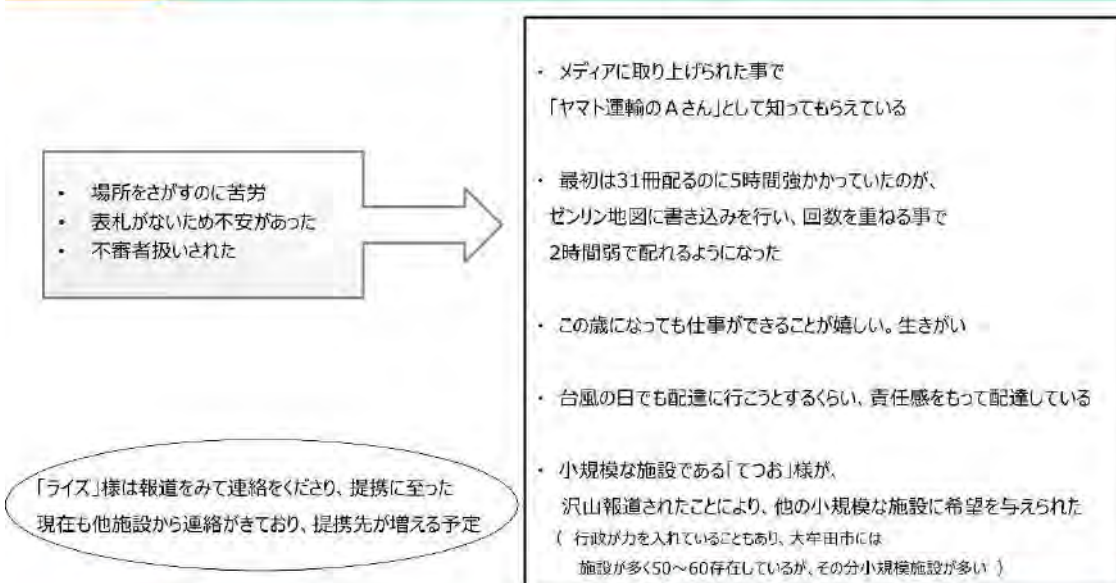 ・ 場所をさがすのに苦労
・ 表札がないため不安があった
・ 不審者扱いされた
・ メディアに取り上げられた事で
「ヤマト運輸のAさん」として知ってもらえている
・ 最初は31冊配るのに5時間強かかっていたのが、
ゼンリン地図に書き込みを行い、回数を重ねる事で
2時間弱で配れるようになった
・ この歳になっても仕事ができることが嬉しい。生きがい
・ 台風の日でも配達に行こうとするくらい、責任感をもって配達している
・ 小規模な施設である「てつお」様が、
沢山報道されたことにより、他の小規模な施設に希望を与えられた
( 行政が力を入れていることもあり、大牟田市には
施設が多く50～60存在しているが、その分小規模施設が多い )
「ライズ」様は報道をみて連絡をくださり、提携に至った
現在も他施設から連絡がきており、提携先が増える予定